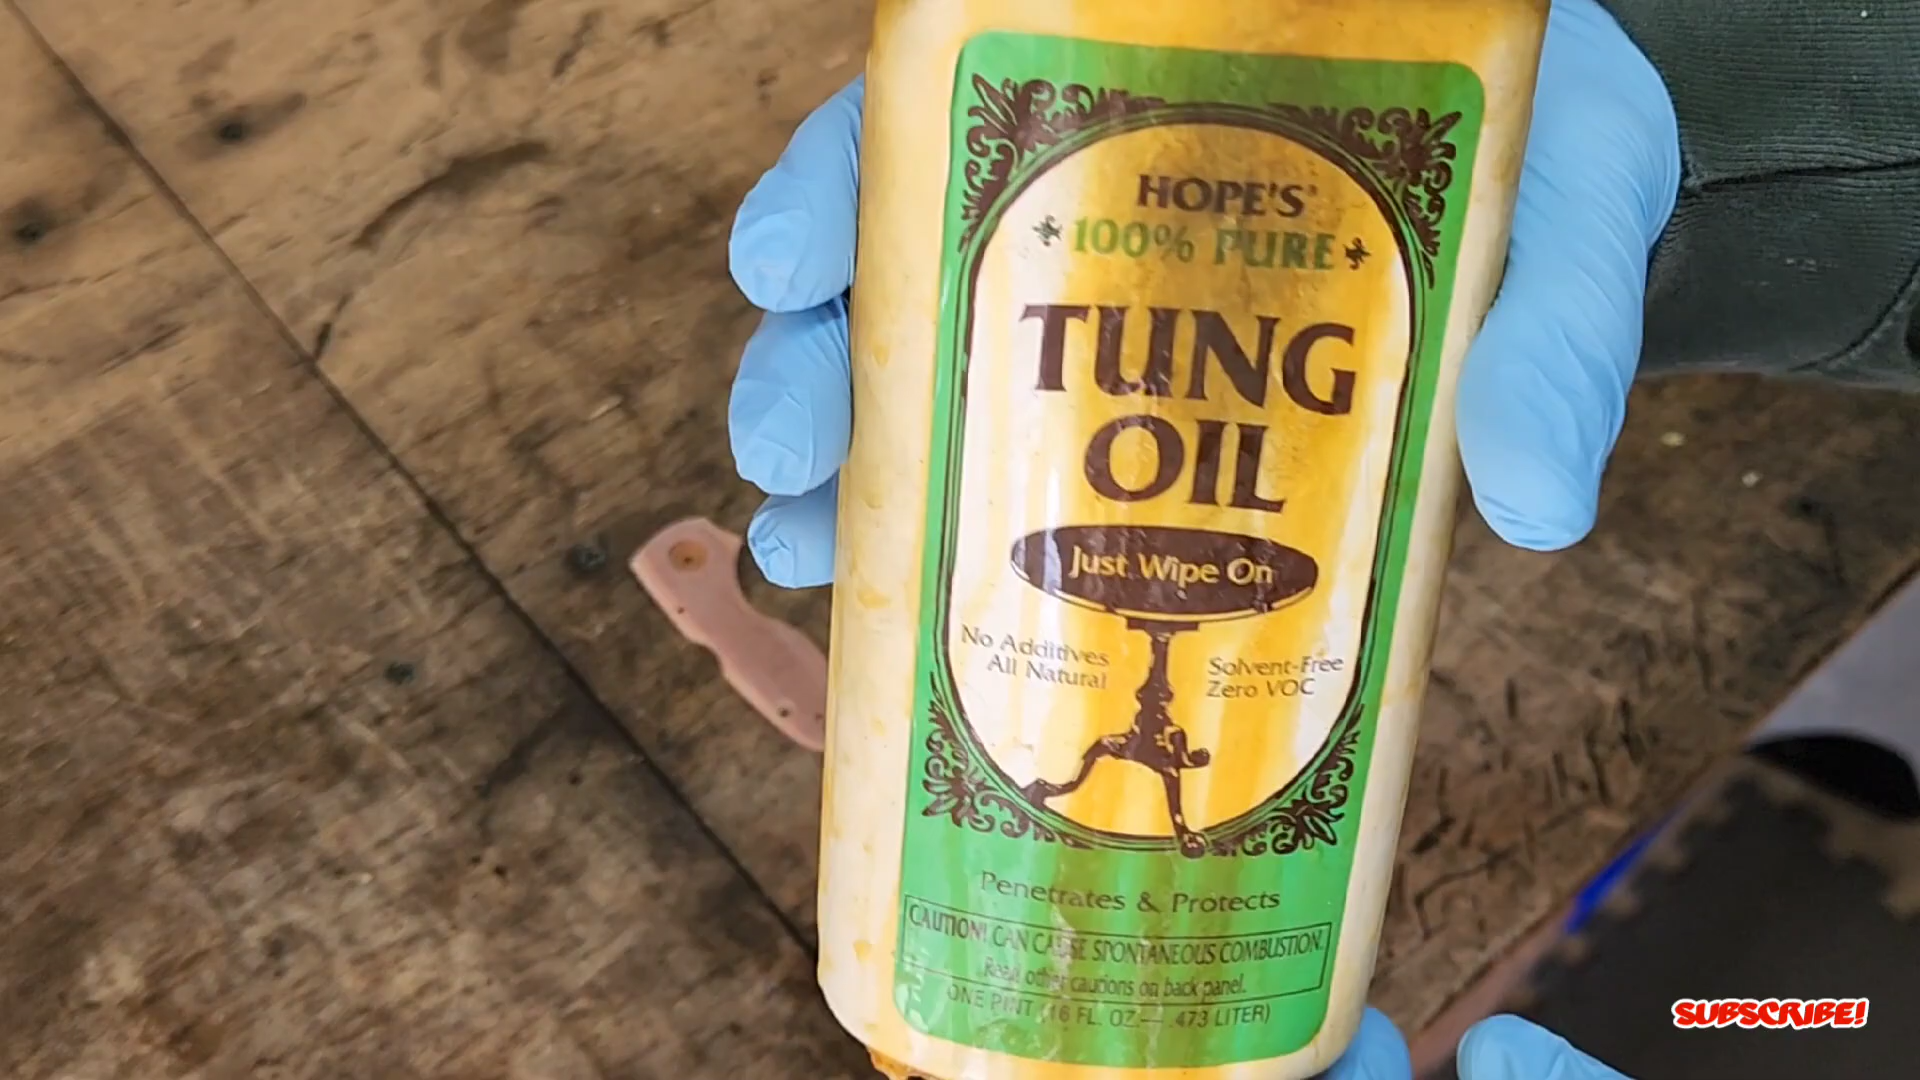 HOPE'S®
100% PURE
TUNG
OIL
Just Wipe On
No Additives
All Natural
Solvent-Free
Zero VOC
Penetrates & Protects
CAUTION! CAN CAUSE SPONTANEOUS COMBUSTION.
Read other cautions on back panel.
ONE PINT (16 FL. OZ.— .473 LITER)
SUBSCRIBE!